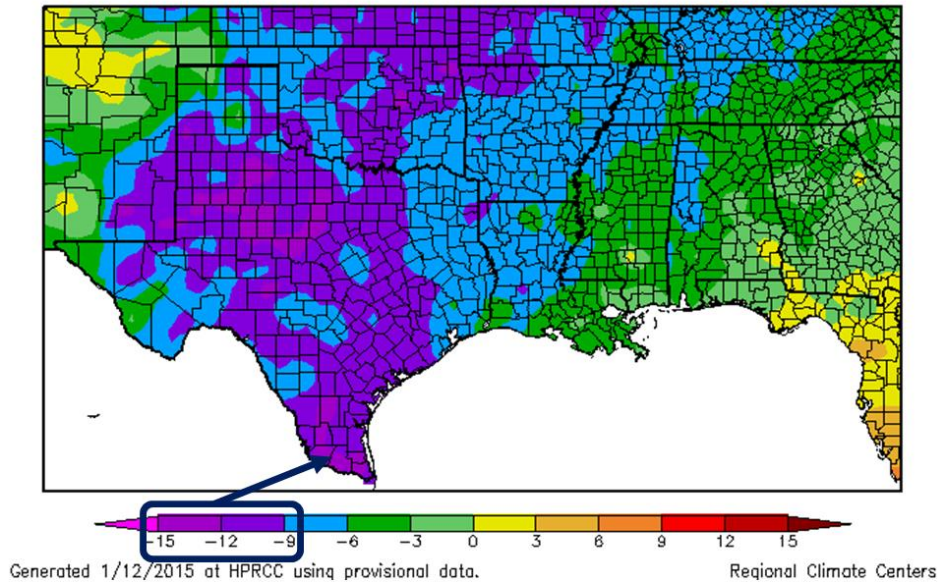 -15 -12 -9 -6 -3 0 3 6 9 12 15
Generated 1/12/2015 at HPRCC using provisional data. Regional Climate Centers